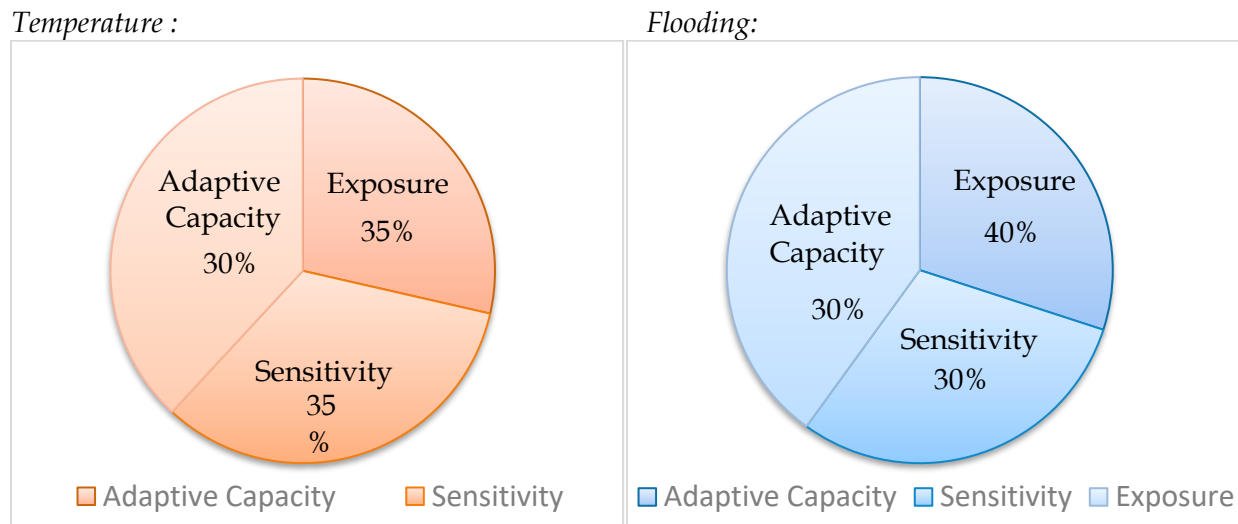 Temperature :
Adaptive
Capacity
30%
Exposure
35%
Sensitivity
35
%
Adaptive Capacity Sensitivity
Flooding:
Adaptive
Capacity
30%
Exposure
40%
Sensitivity
30%
Adaptive Capacity Sensitivity Exposure